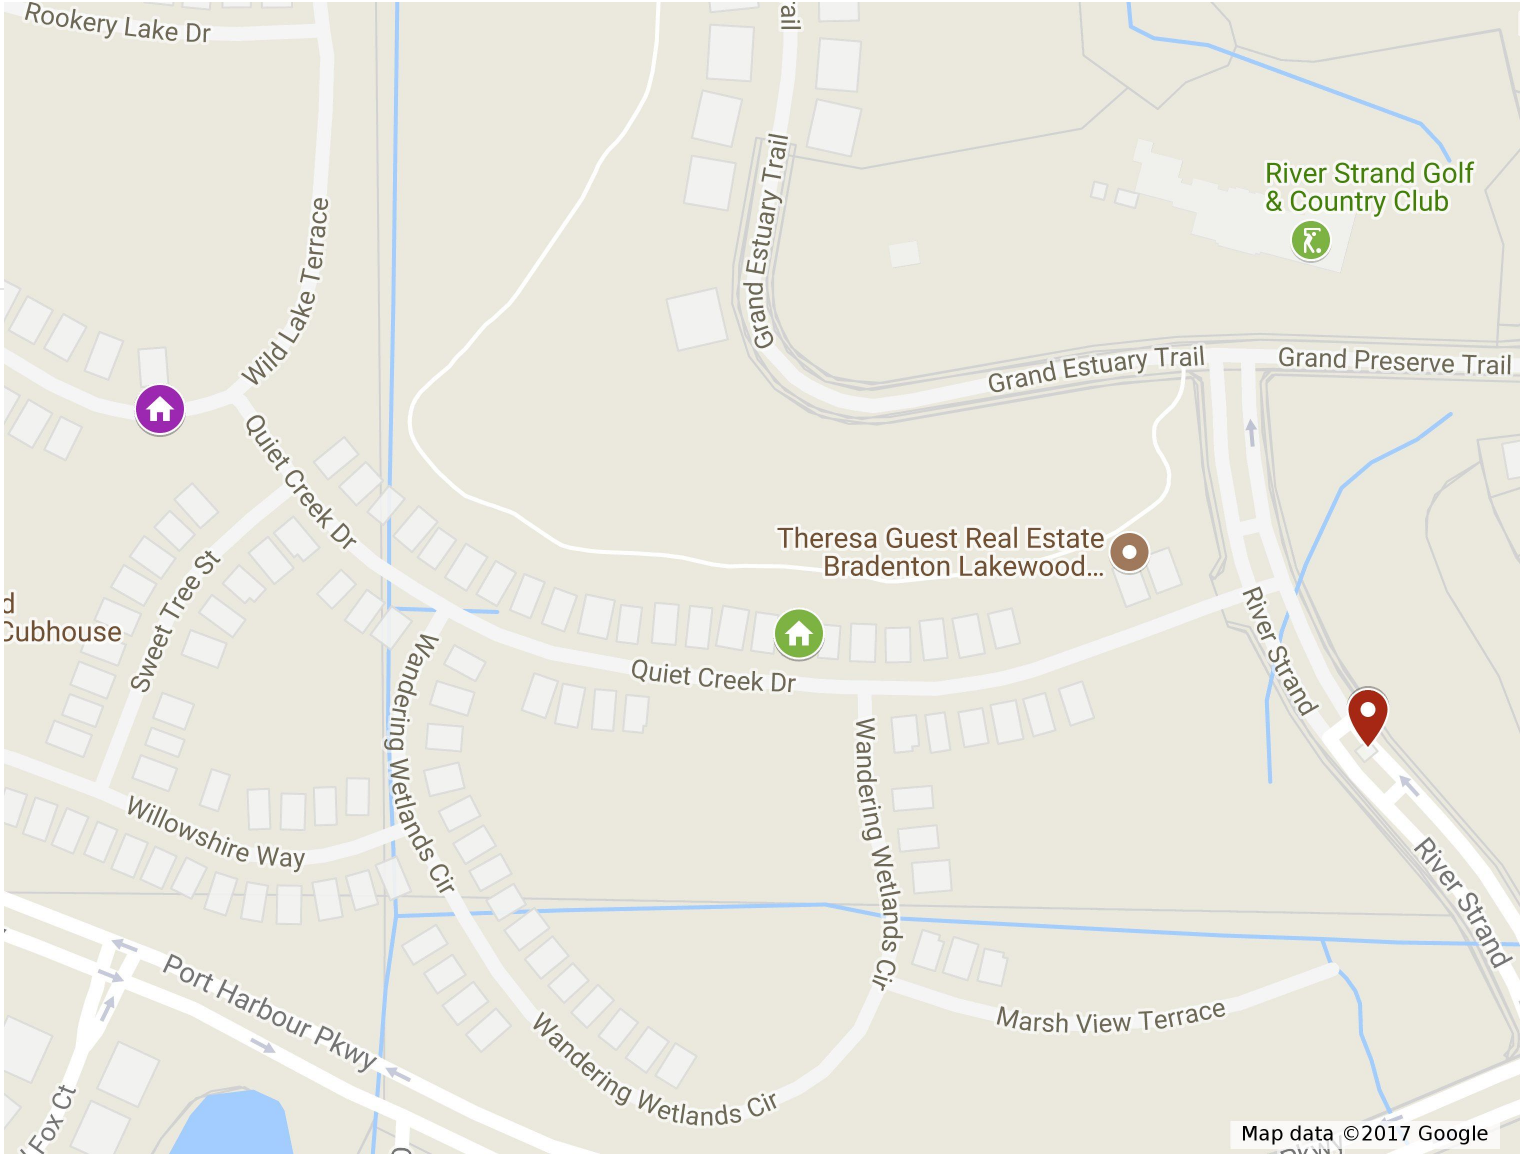 Rookery Lake Dr
ail
Grand Estuary Trail
River Strand Golf
& Country Club
Wild Lake Terrace
Grand Estuary Trail
Grand Preserve Trail
Quiet Creek Dr
Theresa Guest Real Estate
Bradenton Lakewood...
d
Cubhouse
Sweet Tree St
River Strand
Quiet Creek Dr
Wandering Wetlands Cir
Wandering Wetlands Cir
Willowshire Way
River Strand
Port Harbour Pkwy
Marsh View Terrace
Wandering Wetlands Cir
Fox Ct
Map data ©2017 Google